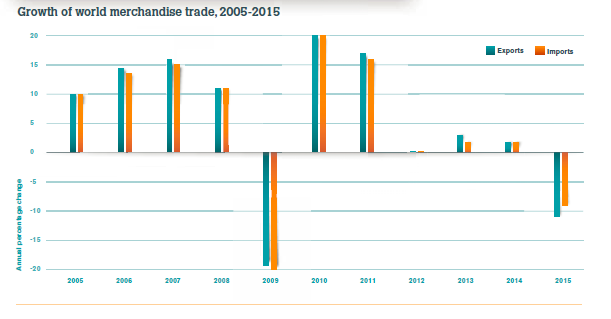 Growth of world merchandise trade, 2005-2015
Exports Imports
20
15
10
5
0
-5
-10
-15
-20
Annual percentage change
2005 2006 2007 2008 2009 2010 2011 2012 2013 2014 2015